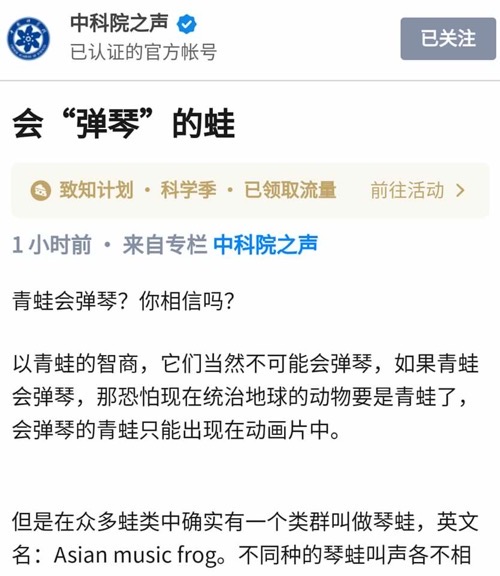 中科院之声
已认证的官方帐号
已关注
会“弹琴”的蛙
致知计划 · 科学季 · 已领取流量 前往活动 >
1 小时前 · 来自专栏 中科院之声
青蛙会弹琴？你相信吗？
以青蛙的智商，它们当然不可能会弹琴，如果青蛙
会弹琴，那恐怕现在统治地球的动物要是青蛙了，
会弹琴的青蛙只能出现在动画片中。
但是在众多蛙类中确实有一个类群叫做琴蛙，英文
名：Asian music frog。不同种的琴蛙叫声各不相